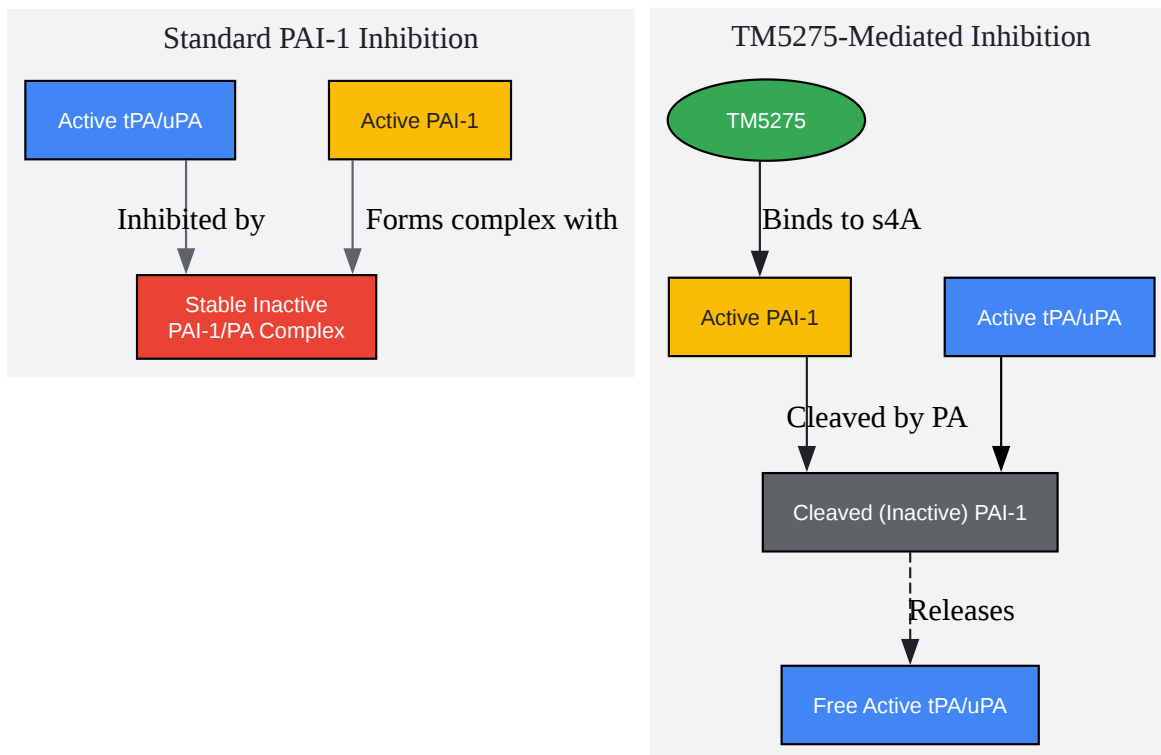 Standard PAI-1 Inhibition
Active tPA/uPA
Active PAI-1
Inhibited by
Forms complex with
Stable Inactive
PAI-1/PA Complex
TM5275-Mediated Inhibition
TM5275
Binds to s4A
Active PAI-1
Active tPA/uPA
Cleaved by PA
Cleaved (Inactive) PAI-1
Releases
Free Active tPA/uPA